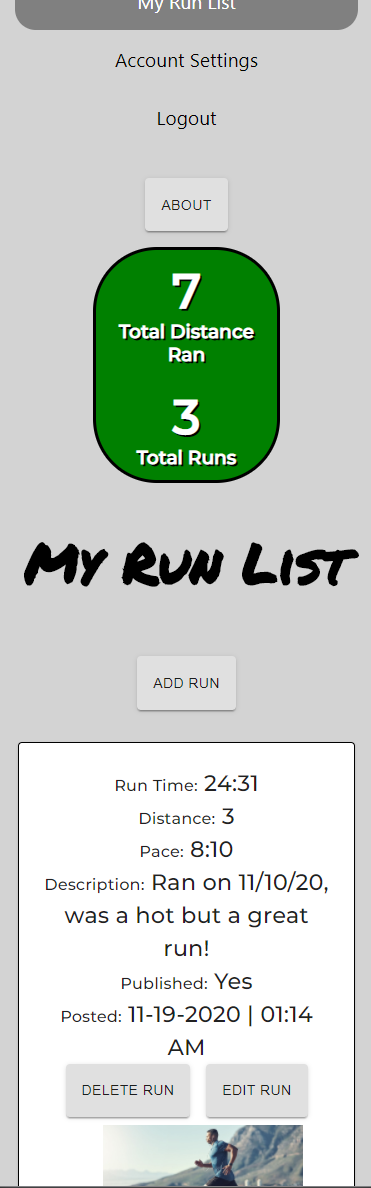 My Run List
Account Settings
Logout
ABOUT
7
Total Distance
Ran
3
Total Runs
My Run List
ADD RUN
Run Time: 24:31
Distance: 3
Pace: 8:10
Description: Ran on 11/10/20,
was a hot but a great
run!
Published: Yes
Posted: 11-19-2020 | 01:14
AM
DELETE RUN EDIT RUN